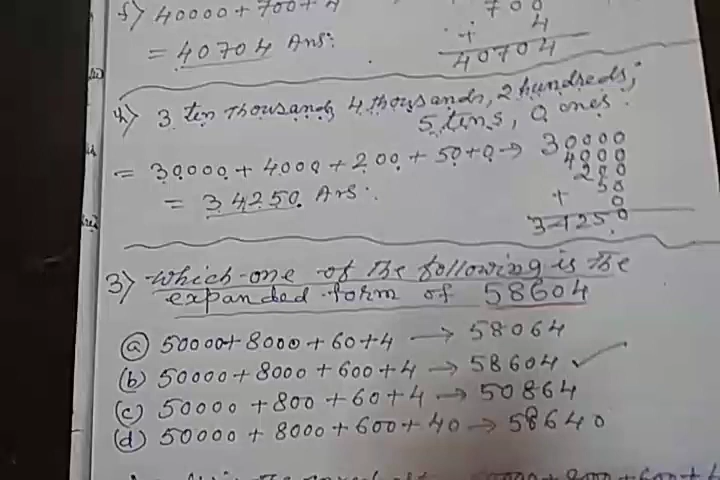 f) 40000 + 700 + 4
= 40704 Ans:
700
+ 4
40704
3 ten thousands 4 thousands, 2 hundreds,
5 tens, 0 ones.
= 30000 + 4000 + 200 + 50 + 0 →
= 34250 Ans:
30000
4000
200
50
+ 0
34250
3) Which one of the following is the
expanded form of 58604
(a) 50000 + 8000 + 60 + 4 → 58064
(b) 50000 + 8000 + 600 + 4 → 58604 ✓
(c) 50000 + 800 + 60 + 4 → 50864
(d) 50000 + 8000 + 600 + 40 → 58640